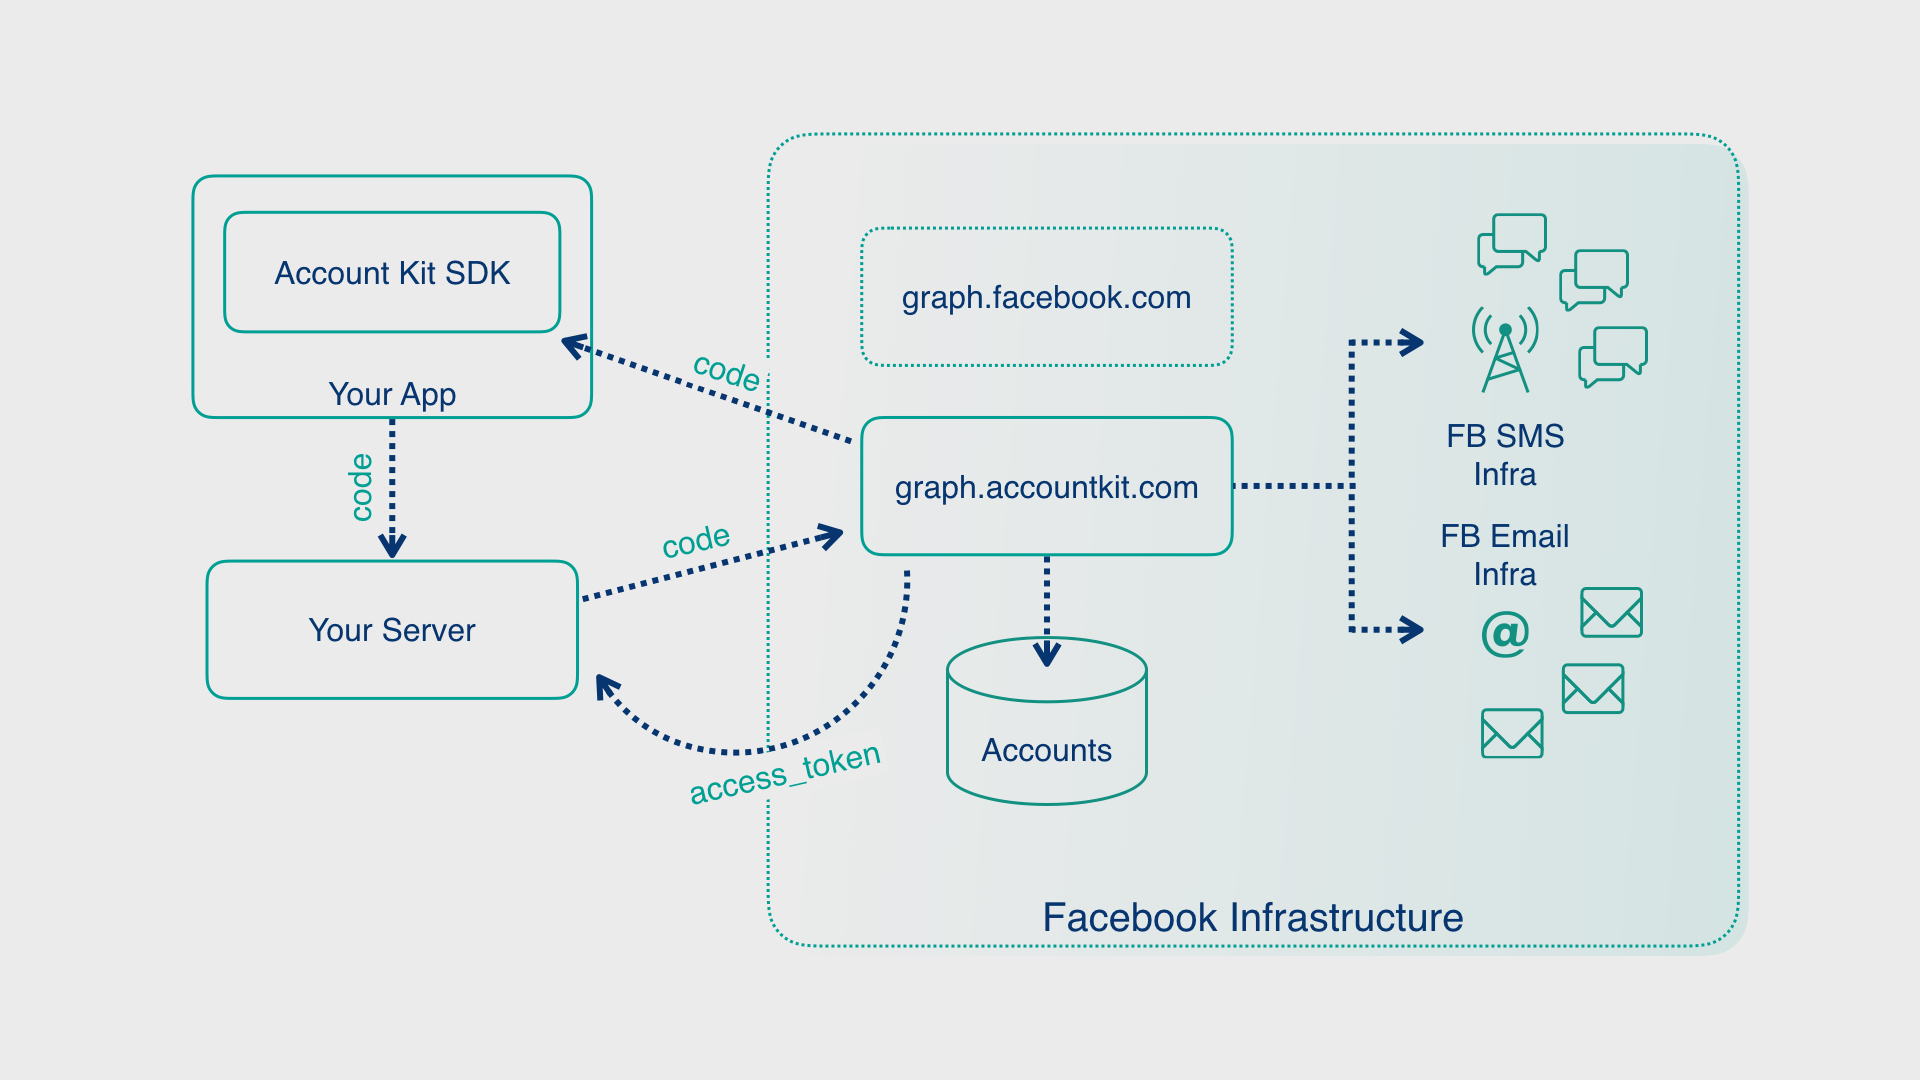 Account Kit SDK
Your App
code
Your Server
code
code
access_token
graph.facebook.com
graph.accountkit.com
Accounts
FB SMS
Infra
FB Email
Infra
@
Facebook Infrastructure